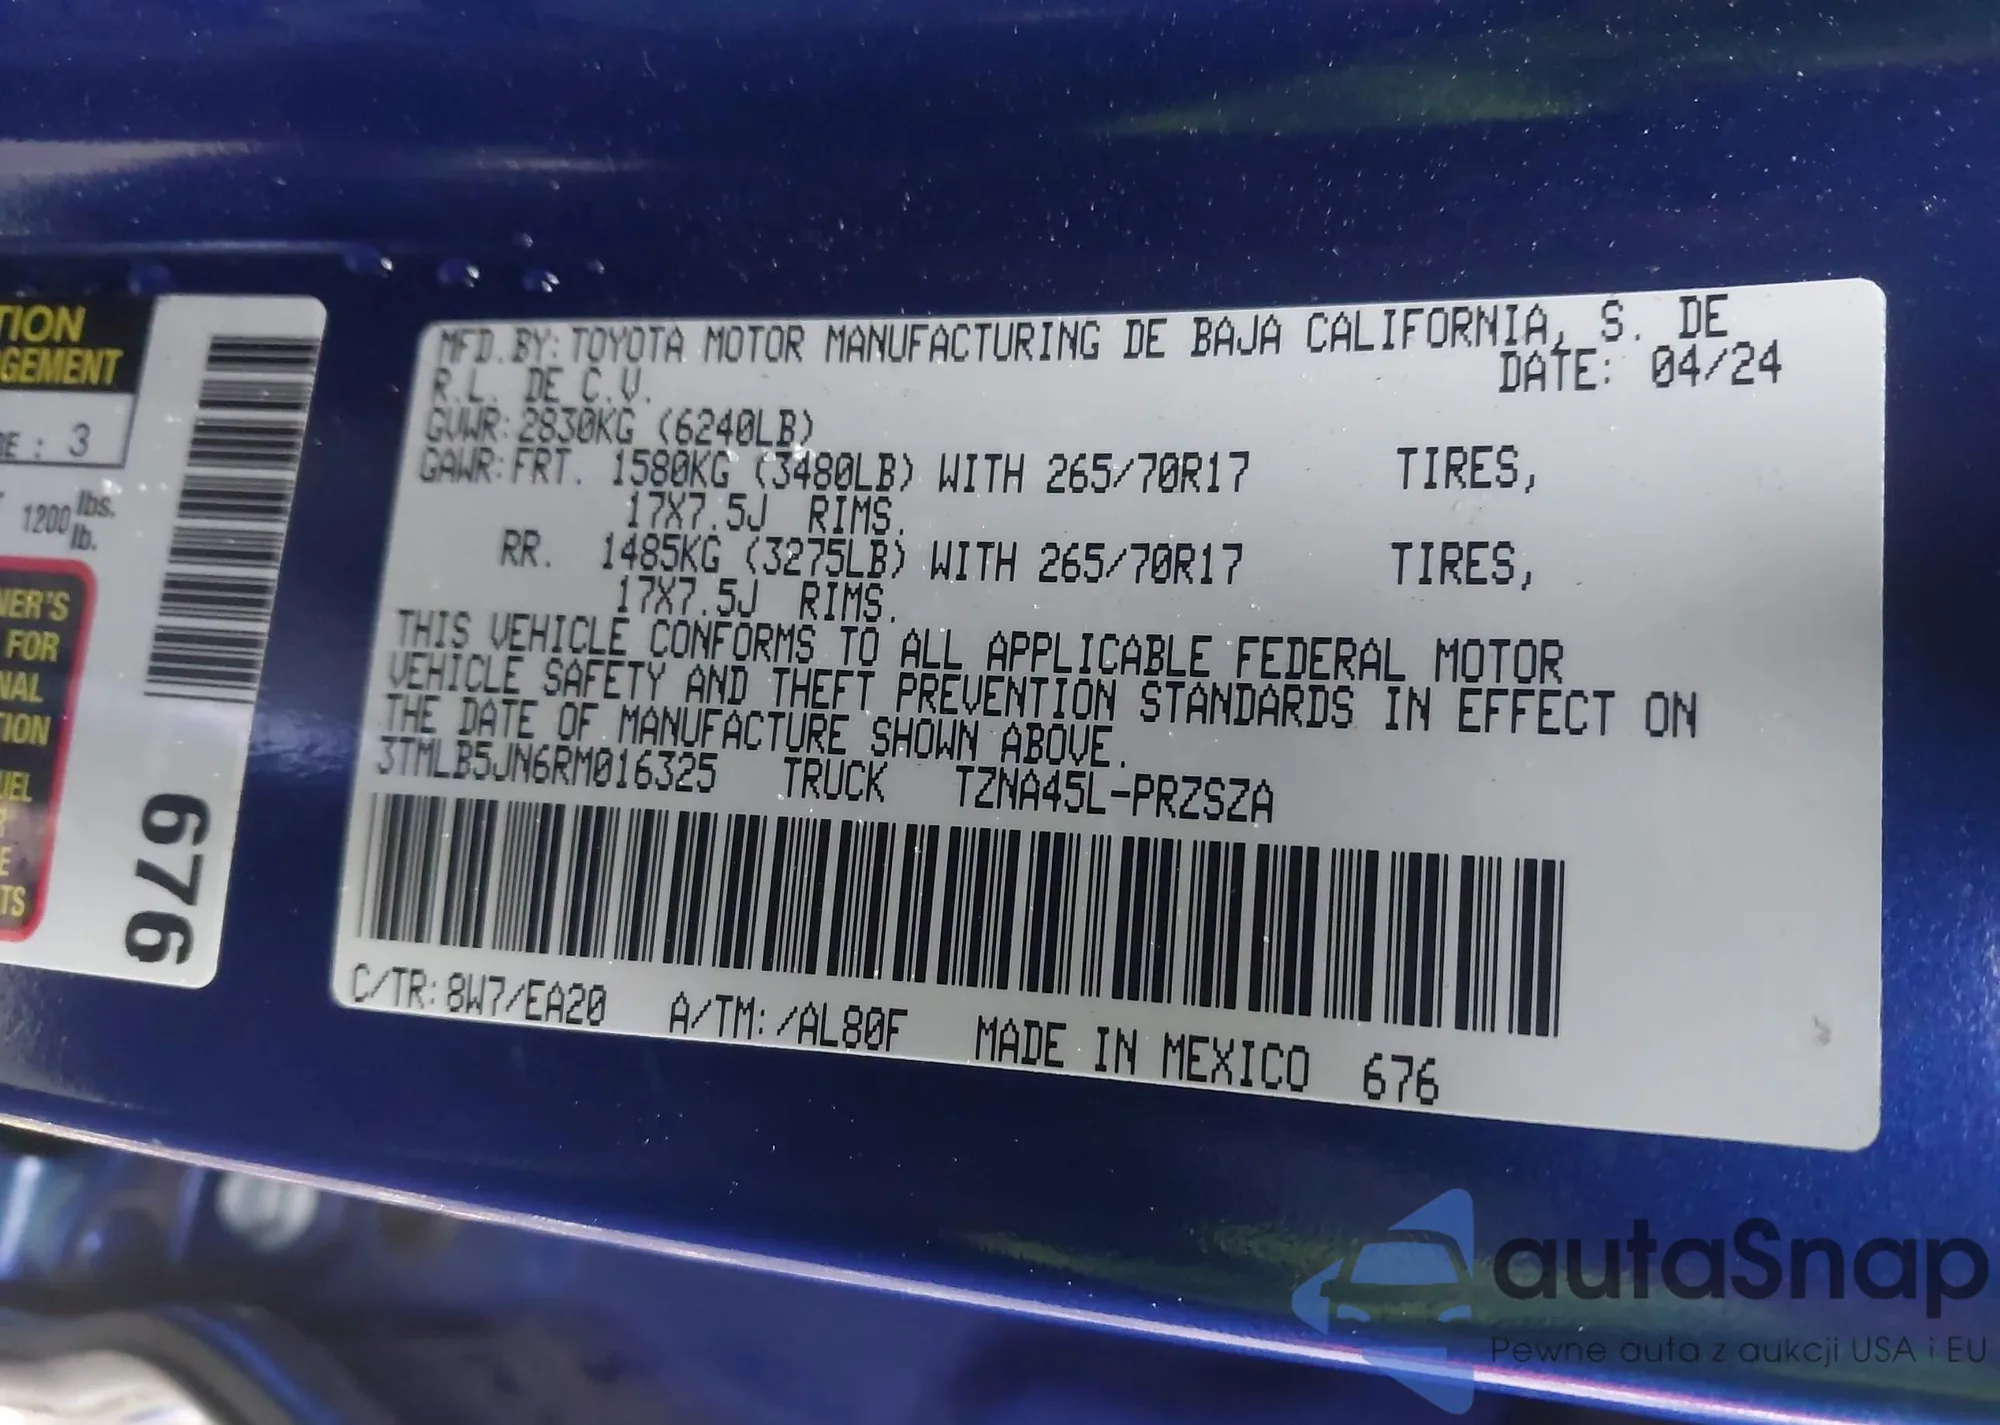 TION
GEMENT
RE : 3
1200 lbs.
lb.
NER'S
FOR
NAL
TION
UEL
TS
676
MFD.BY: TOYOTA MOTOR MANUFACTURING DE BAJA CALIFORNIA, S. DE
R.L. DE C.V. DATE: 04/24
GVWR: 2830KG (6240LB)
GAWR: FRT. 1580KG (3480LB) WITH 265/70R17 TIRES,
17X7.5J RIMS.
RR. 1485KG (3275LB) WITH 265/70R17 TIRES,
17X7.5J RIMS.
THIS VEHICLE CONFORMS TO ALL APPLICABLE FEDERAL MOTOR
VEHICLE SAFETY AND THEFT PREVENTION STANDARDS IN EFFECT ON
THE DATE OF MANUFACTURE SHOWN ABOVE.
3TMLB5JN6RM016325 TRUCK TZNA45L-PRZSZA
C/TR: 8W7/EA20 A/TM: /AL80F MADE IN MEXICO 676
autaSnap
Pewne auta z aukcji USA i EU